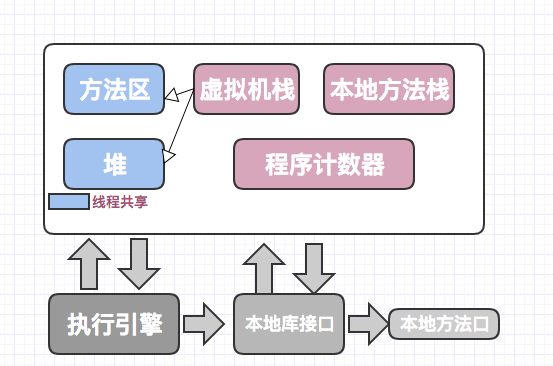 方法区
虚拟机栈
本地方法栈
堆
程序计数器
线程共享
执行引擎
本地库接口
本地方法口